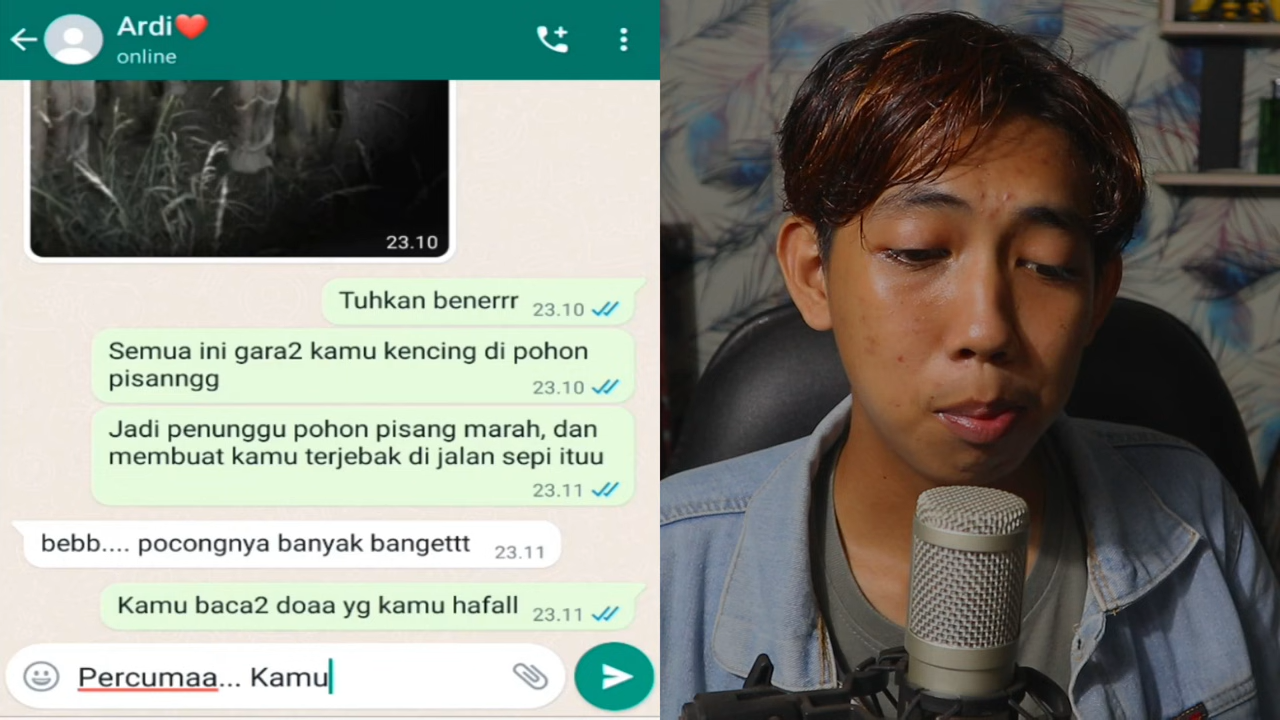 Ardi❤️
online
23.10
Tuhkan benerrr 23.10
Semua ini gara2 kamu kencing di pohon
pisanngg 23.10
Jadi penunggu pohon pisang marah, dan
membuat kamu terjebak di jalan sepi ituu
23.11
bebb.... pocongnya banyak bangettt 23.11
Kamu baca2 doaa yg kamu hafall 23.11
Percumaa... Kamu